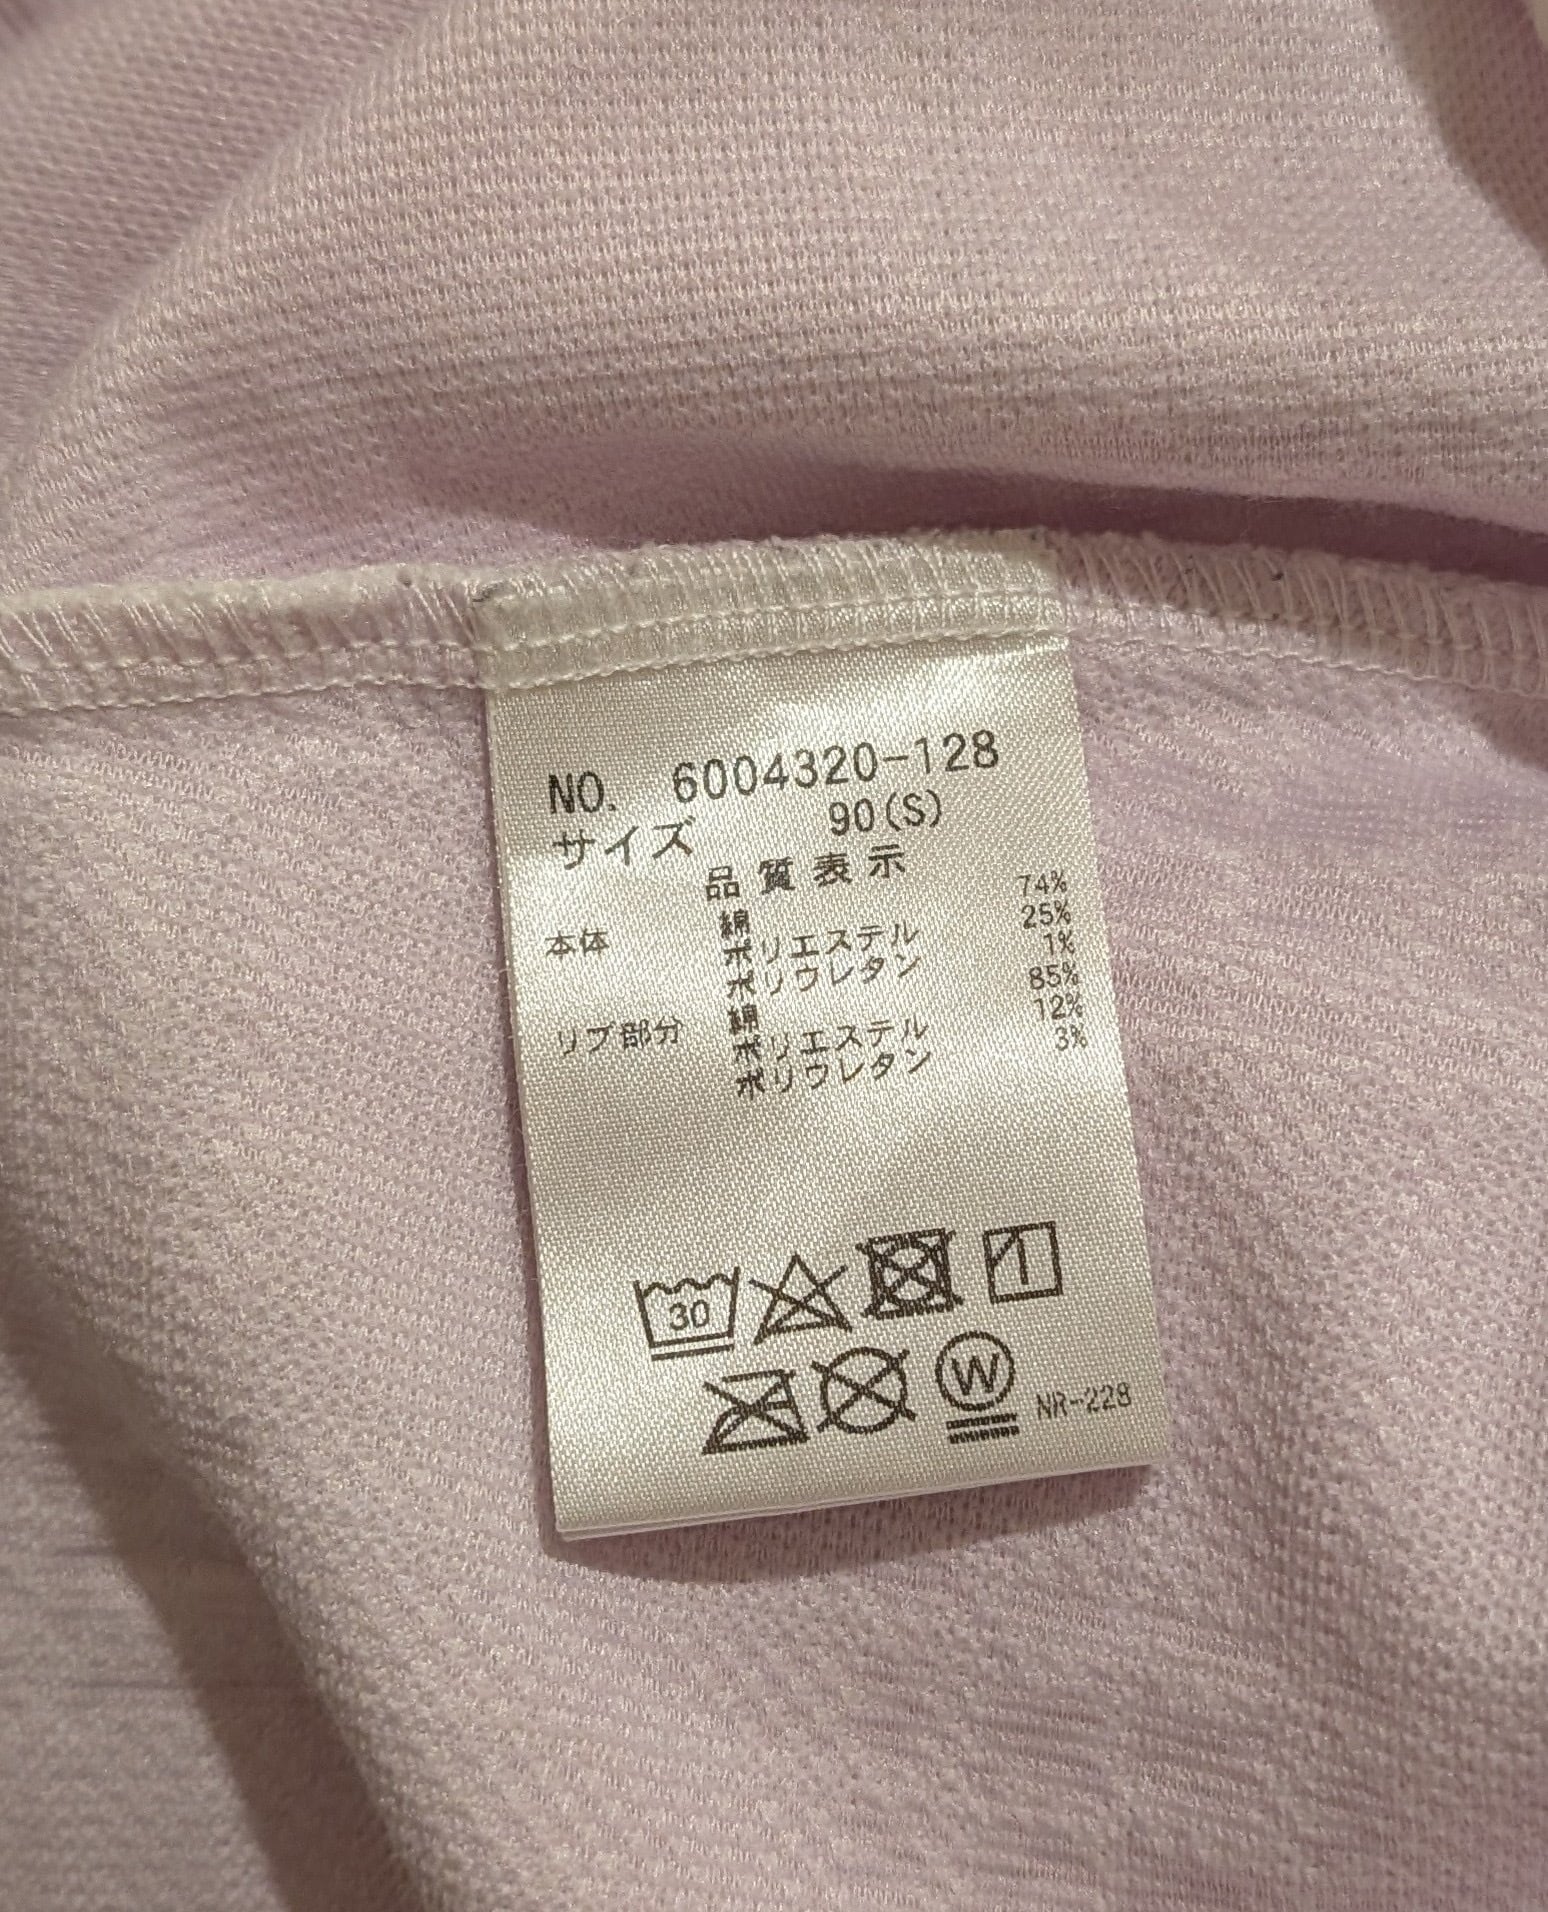 NO. 6004320-128
サイズ 90(S)
品質表示
本体 綿 74%
ポリエステル 25%
ポリウレタン 1%
リブ部分 綿 85%
ポリエステル 12%
ポリウレタン 3%
30
W NR-228